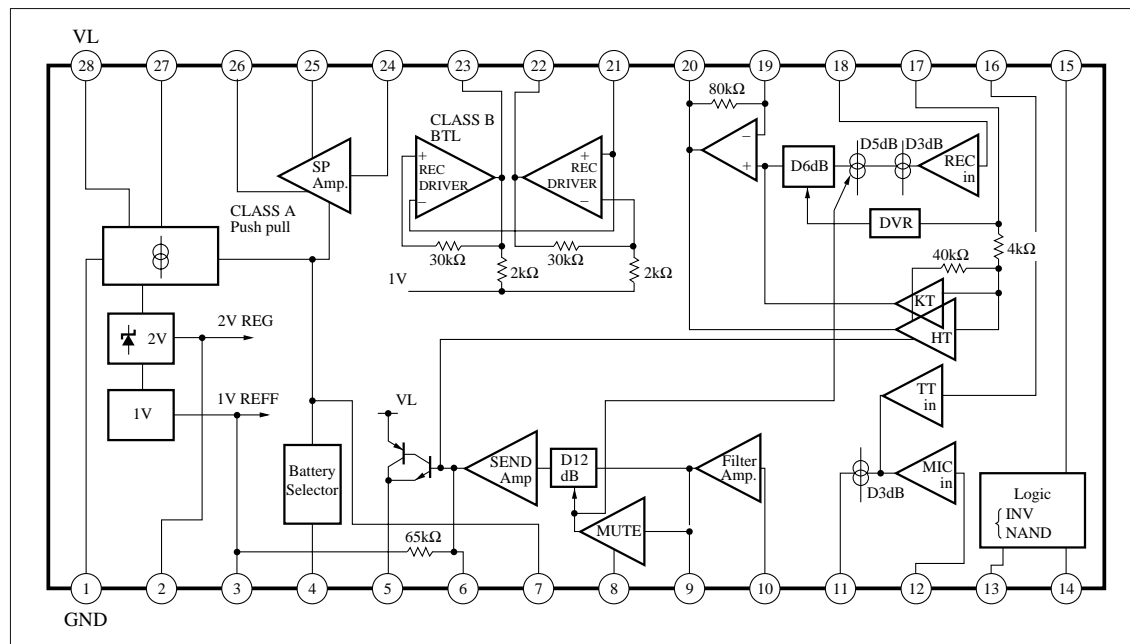 VL
28 27 26 25 24 23 22 21 20 19 18 17 16 15
80kΩ
CLASS B
BTL
SP
Amp.
+
REC
DRIVER
−
+
REC
DRIVER
−
−
+
D6dB
D5dB
D3dB
REC
in
CLASS A
Push pull
DVR
4kΩ
40kΩ
30kΩ
2kΩ
30kΩ
2kΩ
1V
KT
HT
2V
2V REG
1V
1V REFF
VL
TT
in
Battery
Selector
SEND
Amp
D12
dB
Filter
Amp.
MIC
in
D3dB
Logic
INV
NAND
MUTE
65kΩ
1 2 3 4 5 6 7 8 9 10 11 12 13 14
GND